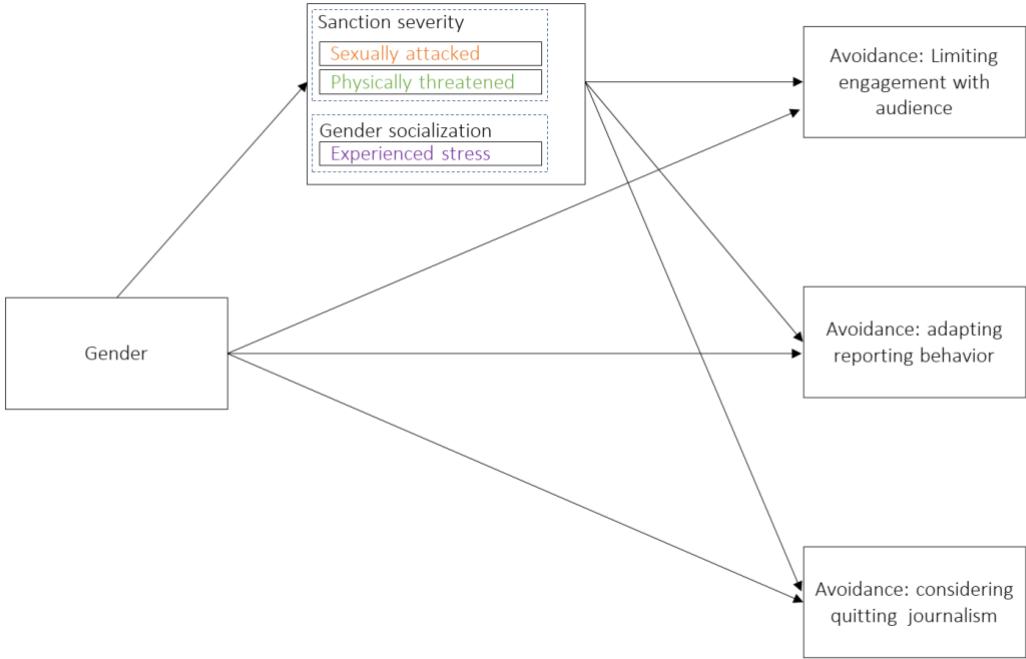 Sanction severity
Sexually attacked
Physically threatened
Gender socialization
Experienced stress
Gender
Avoidance: Limiting
engagement with
audience
Avoidance: adapting
reporting behavior
Avoidance: considering
quitting journalism